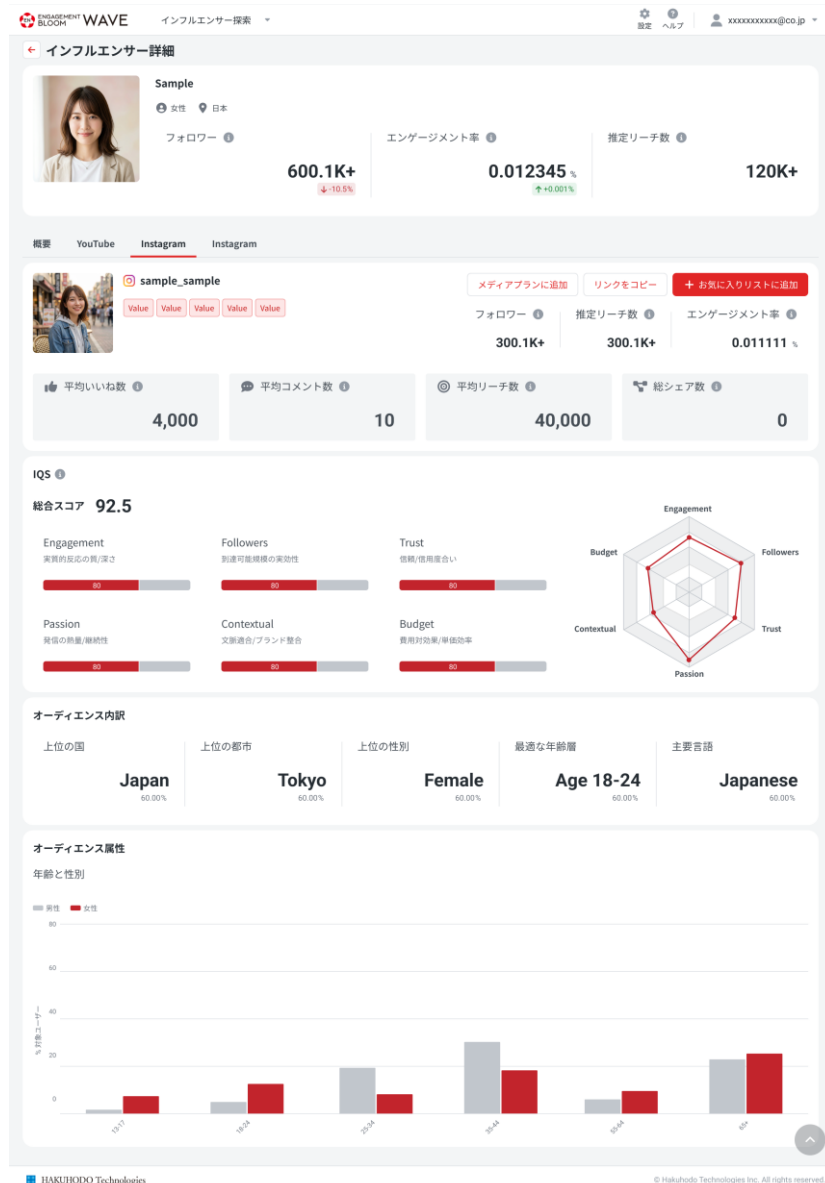 ENGAGEMENT BLOOM WAVE インフルエンサー探索 設定 ヘルプ xxxxxxxxxxx@co.jp
インフルエンサー詳細
Sample
女性 日本
フォロワー エンゲージメント率 推定リーチ数
600.1K+ 0.012345 % 120K+
-10.5% +0.001%
概要 YouTube Instagram Instagram
sample_sample
メディアプランに追加 リンクをコピー + お気に入りリストに追加
Value Value Value Value Value
フォロワー 推定リーチ数 エンゲージメント率
300.1K+ 300.1K+ 0.011111 %
平均いいね数 平均コメント数 平均リーチ数 総シェア数
4,000 10 40,000 0
IQS
総合スコア 92.5
Engagement Followers Trust
実質的反応の質/深さ 到達可能規模の実効性 信頼/信用度合い
80 80 80
Passion Contextual Budget
発信の熱量/継続性 文脈適合/ブランド整合 費用対効果/単価効率
80 80 80
Engagement
Budget Followers
Contextual Trust
Passion
オーディエンス内訳
上位の国 上位の都市 上位の性別 最適な年齢層 主要言語
Japan Tokyo Female Age 18-24 Japanese
60.00% 60.00% 60.00% 60.00% 60.00%
オーディエンス属性
年齢と性別
男性 女性
80
60
40
20
0
% 対象ユーザー
13-17 18-24 25-34 35-44 55-64 65+
HAKUHODO Technologies © Hakuhodo Technologies Inc. All rights reserved.